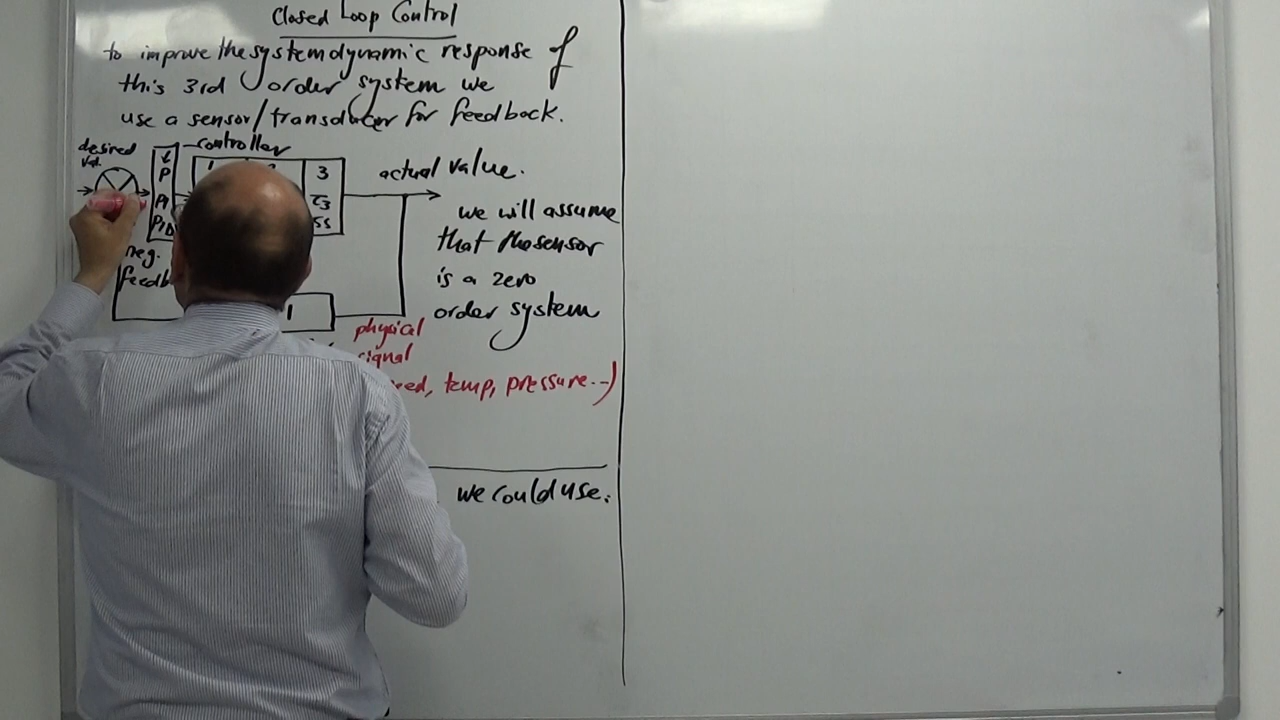 Closed Loop Control
to improve the system dynamic response of
this 3rd order system we
use a sensor/transducer for feedback.
desired
val.
controller
P
PI
PID
1
3
τ3
ss
actual value.
we will assume
that the sensor
is a zero
order system
neg.
1
physical
signal
temp, pressure...)
we could use: